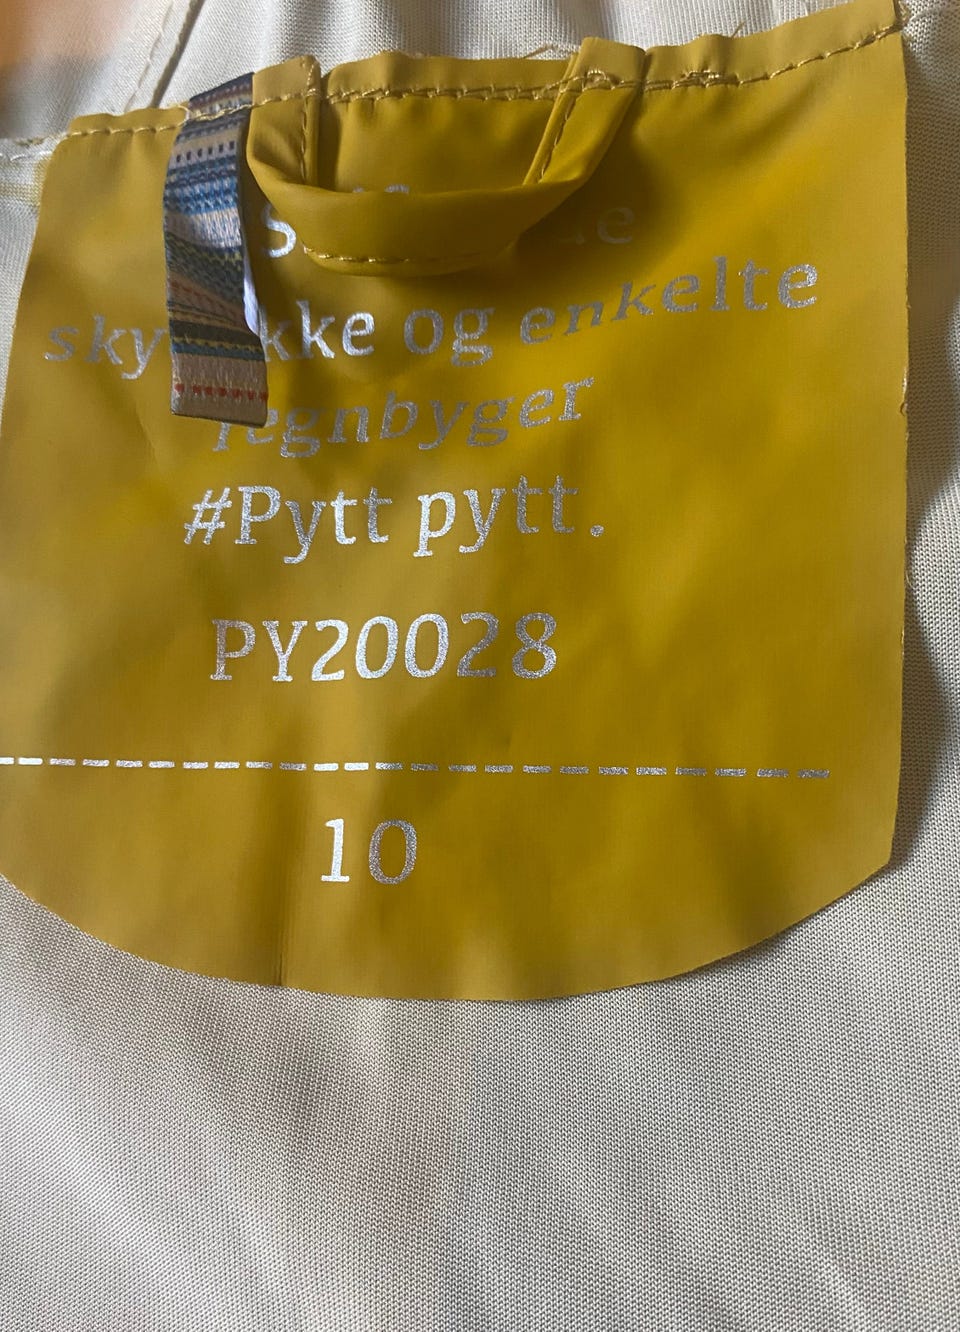 og enkelte
regnbyger
#Pytt pytt.
PY20028
10